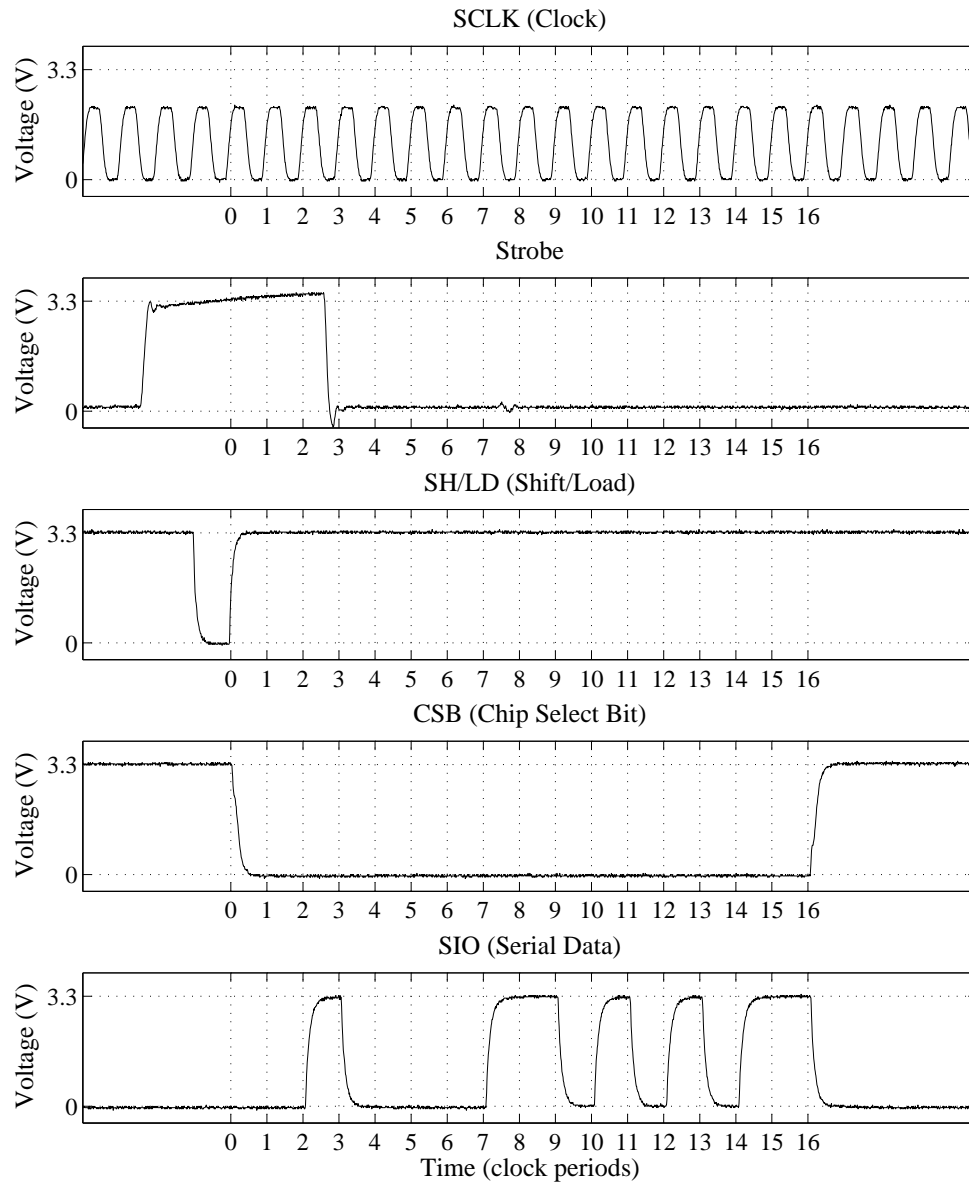 SCLK (Clock)
Voltage (V)
3.3
0
0 1 2 3 4 5 6 7 8 9 10 11 12 13 14 15 16
Strobe
Voltage (V)
3.3
0
0 1 2 3 4 5 6 7 8 9 10 11 12 13 14 15 16
SH/LD (Shift/Load)
Voltage (V)
3.3
0
0 1 2 3 4 5 6 7 8 9 10 11 12 13 14 15 16
CSB (Chip Select Bit)
Voltage (V)
3.3
0
0 1 2 3 4 5 6 7 8 9 10 11 12 13 14 15 16
SIO (Serial Data)
Voltage (V)
3.3
0
0 1 2 3 4 5 6 7 8 9 10 11 12 13 14 15 16
Time (clock periods)